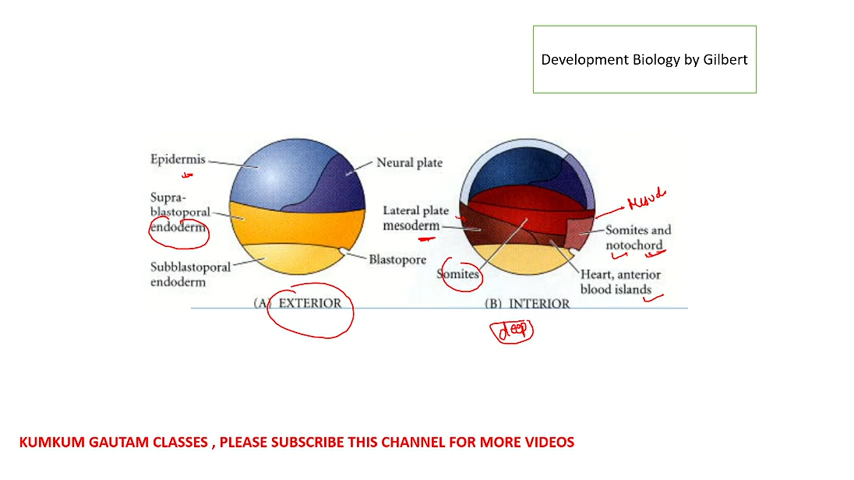 Development Biology by Gilbert
Epidermis
Neural plate
Supra-
blastoporal
endoderm
Subblastoporal
endoderm
Blastopore
(A) EXTERIOR
Lateral plate
mesoderm
Somites
Somites and
notochord
Heart, anterior
blood islands
(B) INTERIOR
deep
KUMKUM GAUTAM CLASSES , PLEASE SUBSCRIBE THIS CHANNEL FOR MORE VIDEOS